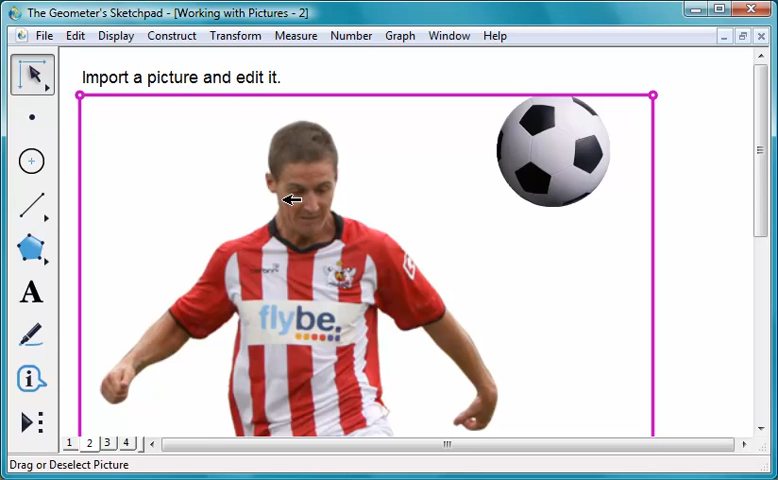 The Geometer's Sketchpad - [Working with Pictures - 2]
File Edit Display Construct Transform Measure Number Graph Window Help
Import a picture and edit it.
flybe.
A
1 2 3 4
Drag or Deselect Picture